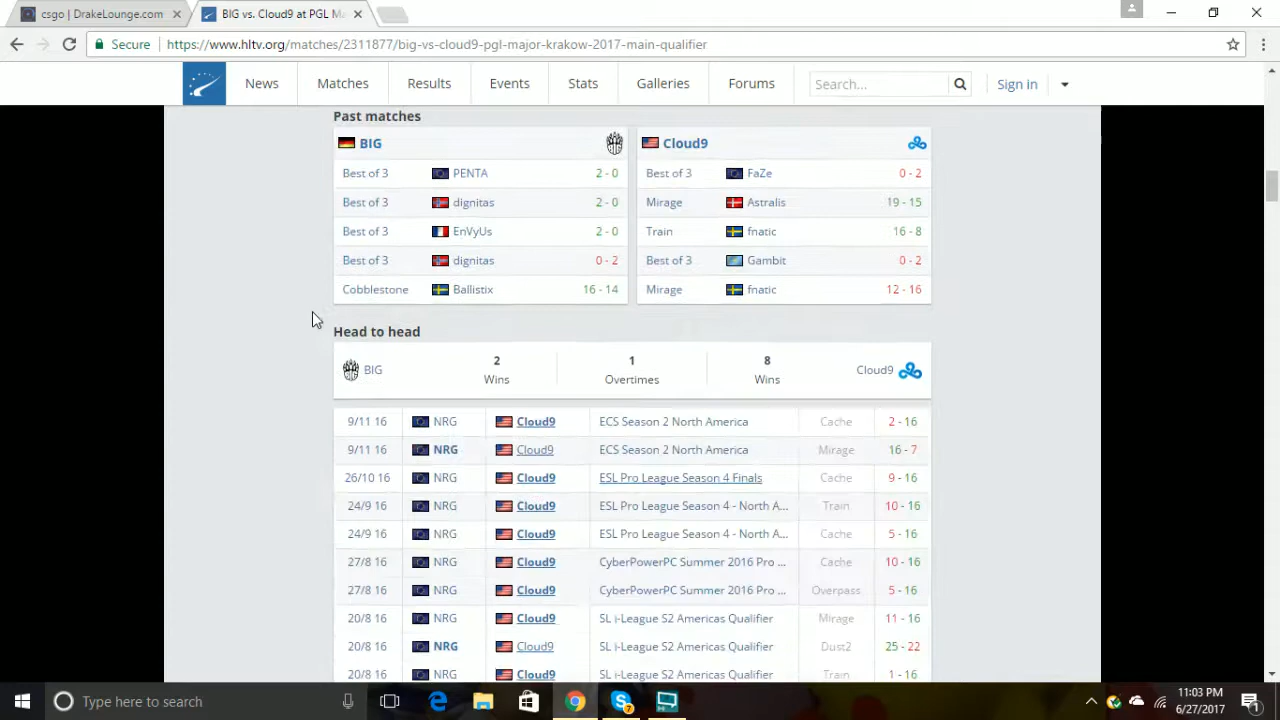 csgo | DrakeLounge.com
BIG vs. Cloud9 at PGL Ma
Secure
https://www.hltv.org/matches/2311877/big-vs-cloud9-pgl-major-krakow-2017-main-qualifier
News Matches Results Events Stats Galleries Forums Search... Sign in
Past matches
BIG
Best of 3 PENTA 2 - 0
Best of 3 dignitas 2 - 0
Best of 3 EnVyUs 2 - 0
Best of 3 dignitas 0 - 2
Cobblestone Ballistix 16 - 14
Cloud9
Best of 3 FaZe 0 - 2
Mirage Astralis 19 - 15
Train fnatic 16 - 8
Best of 3 Gambit 0 - 2
Mirage fnatic 12 - 16
Head to head
BIG
2
Wins
1
Overtimes
8
Wins
Cloud9
9/11 16 NRG Cloud9 ECS Season 2 North America Cache 2 - 16
9/11 16 NRG Cloud9 ECS Season 2 North America Mirage 16 - 7
26/10 16 NRG Cloud9 ESL Pro League Season 4 Finals Cache 9 - 16
24/9 16 NRG Cloud9 ESL Pro League Season 4 - North A... Train 10 - 16
24/9 16 NRG Cloud9 ESL Pro League Season 4 - North A... Cache 5 - 16
27/8 16 NRG Cloud9 CyberPowerPC Summer 2016 Pro ... Cache 10 - 16
27/8 16 NRG Cloud9 CyberPowerPC Summer 2016 Pro ... Overpass 5 - 16
20/8 16 NRG Cloud9 SL i-League S2 Americas Qualifier Mirage 11 - 16
20/8 16 NRG Cloud9 SL i-League S2 Americas Qualifier Dust2 25 - 22
20/8 16 NRG Cloud9 SL i-League S2 Americas Qualifier Train 1 - 16
Type here to search
7
11:03 PM
6/27/2017
1